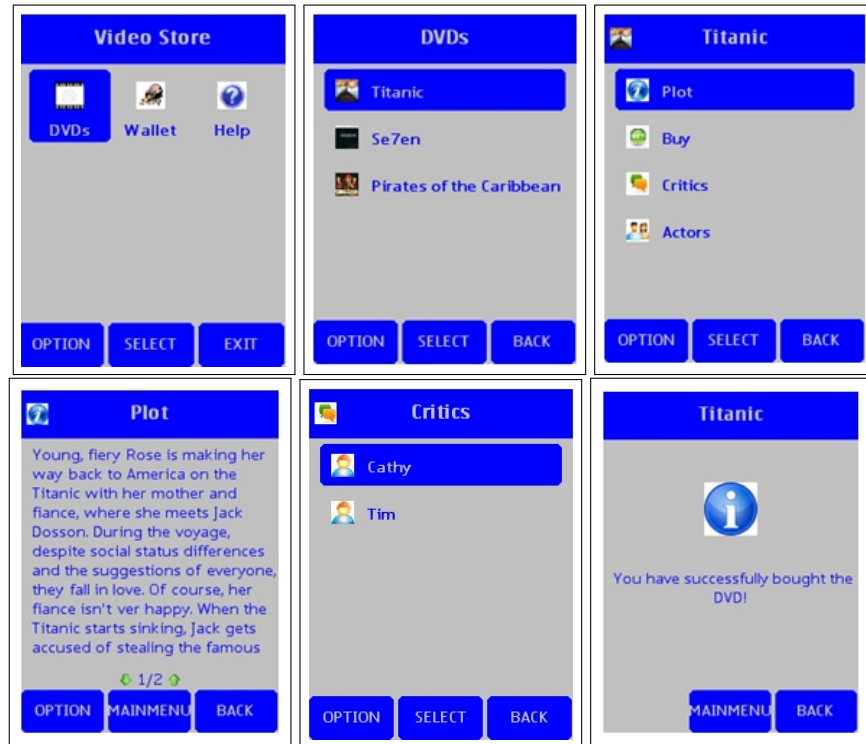 Video Store
DVDs Wallet Help
OPTION SELECT EXIT
DVDs
Titanic
Se7en
Pirates of the Caribbean
OPTION SELECT BACK
Titanic
Plot
Buy
Critics
Actors
OPTION SELECT BACK
Plot
Young, fiery Rose is making her
way back to America on the
Titanic with her mother and
fiance, where she meets Jack
Dosson. During the voyage,
despite social status differences
and the suggestions of everyone,
they fall in love. Of course, her
fiance isn't ver happy. When the
Titanic starts sinking, Jack gets
accused of stealing the famous
1/2
OPTION MAINMENU BACK
Critics
Cathy
Tim
OPTION SELECT BACK
Titanic
You have successfully bought the
DVD!
MAINMENU BACK